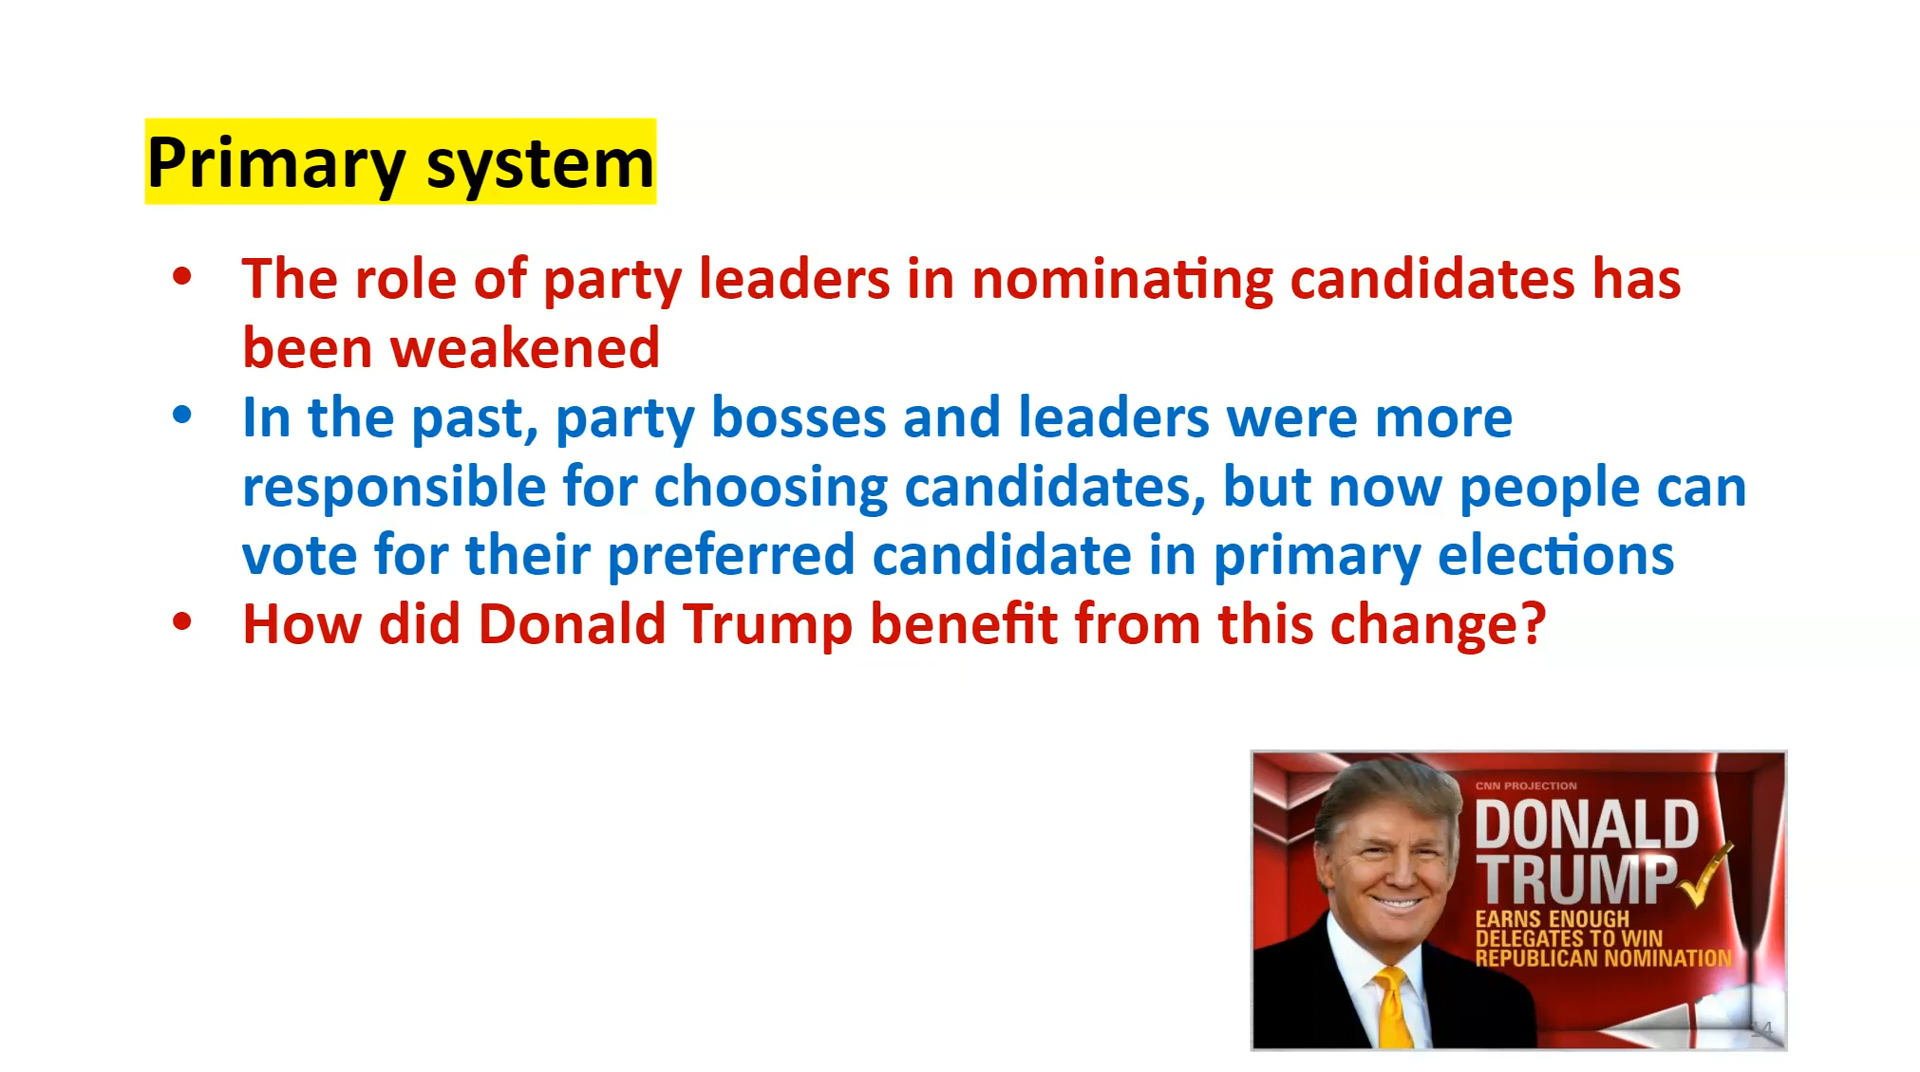 Primary system
• The role of party leaders in nominating candidates has
been weakened
• In the past, party bosses and leaders were more
responsible for choosing candidates, but now people can
vote for their preferred candidate in primary elections
• How did Donald Trump benefit from this change?
CNN PROJECTION
DONALD
TRUMP
EARNS ENOUGH
DELEGATES TO WIN
REPUBLICAN NOMINATION
14